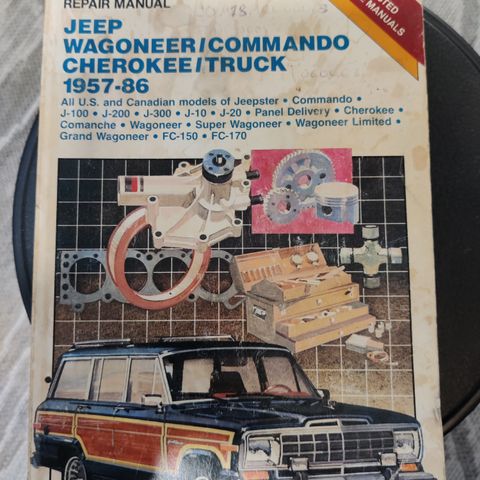 REPAIR MANUAL
JEEP
WAGONEER/COMMANDO
CHEROKEE/TRUCK
1957-86
All U.S. and Canadian models of Jeepster • Commando •
J-100 • J-200 • J-300 • J-10 • J-20 • Panel Delivery • Cherokee •
Comanche • Wagoneer • Super Wagoneer • Wagoneer Limited •
Grand Wagoneer • FC-150 • FC-170
MANUALS